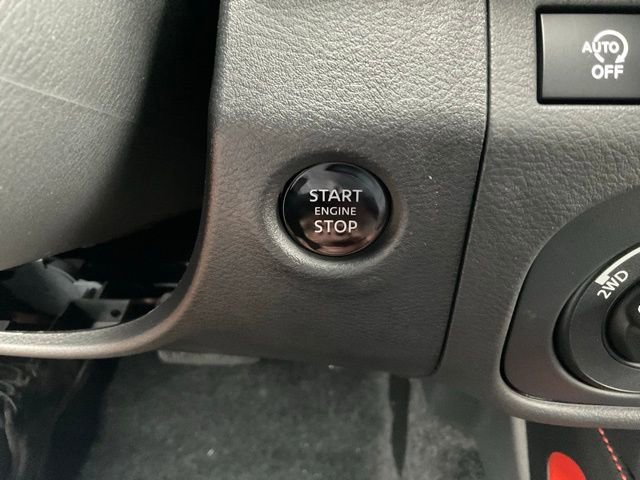 AUTO
OFF
START
ENGINE
STOP
2WD